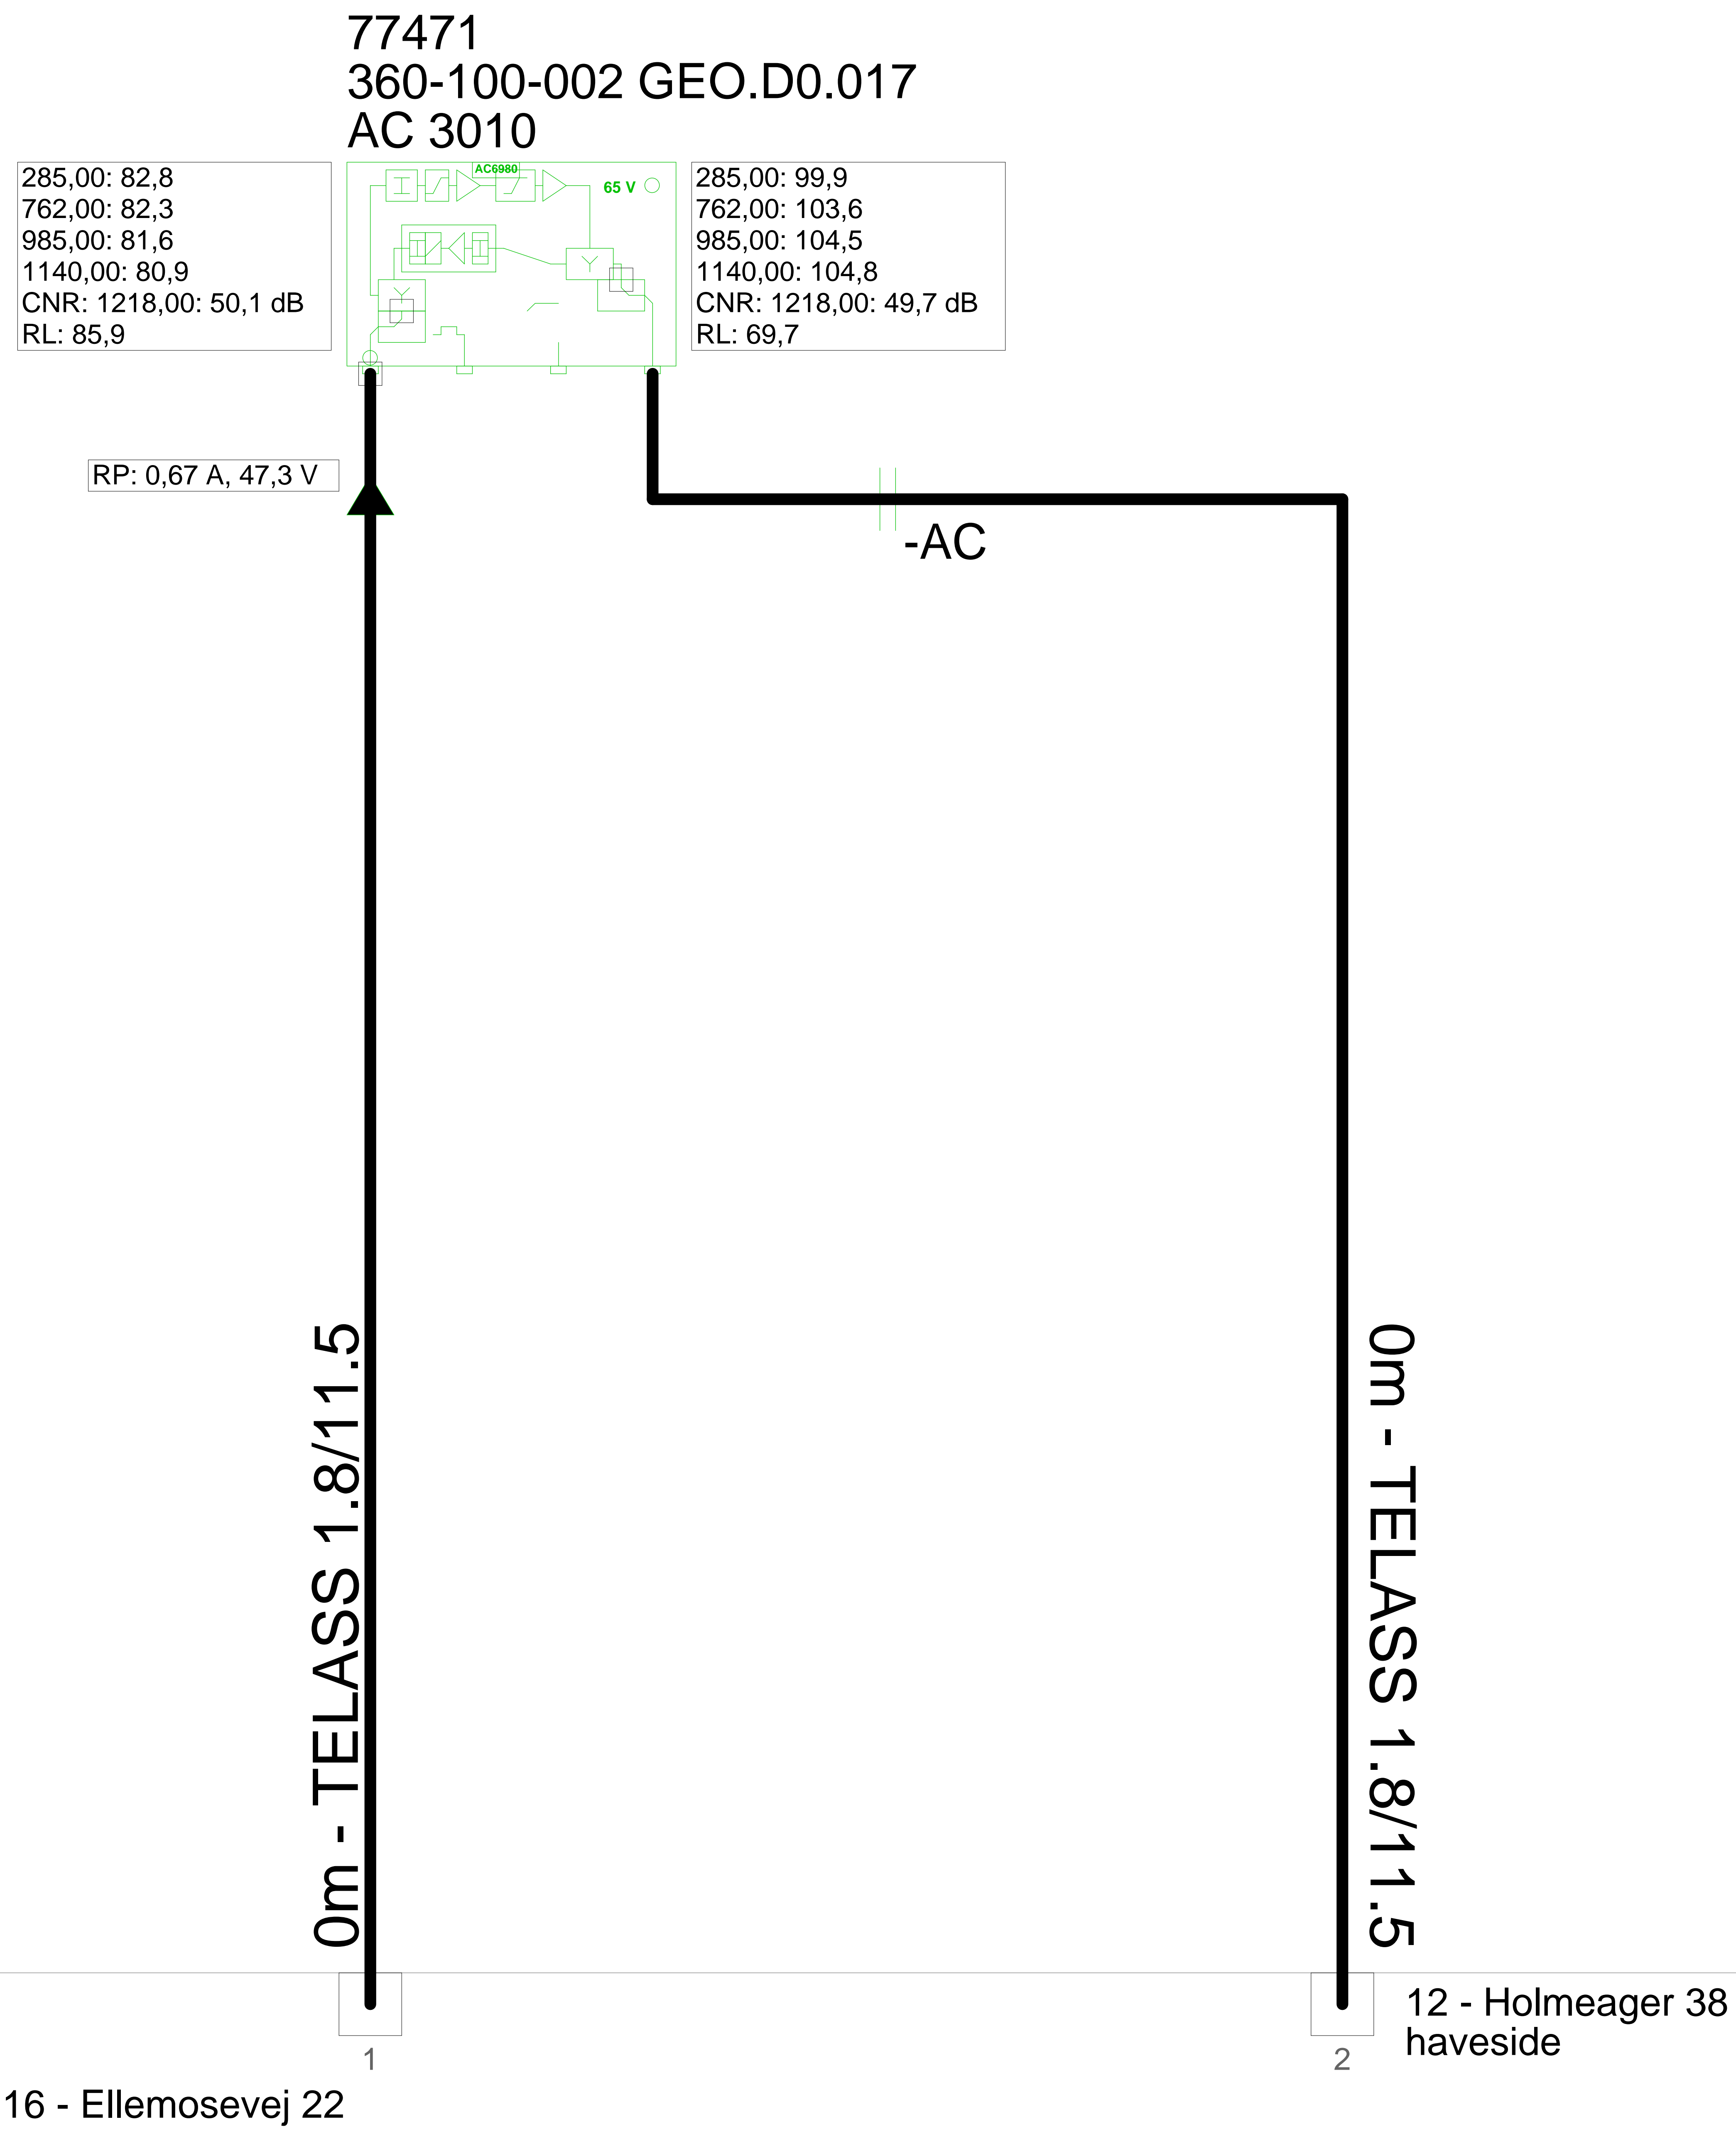 77471
360-100-002 GEO.D0.017
AC 3010
285,00: 82,8
762,00: 82,3
985,00: 81,6
1140,00: 80,9
CNR: 1218,00: 50,1 dB
RL: 85,9
AC6980
65 V
285,00: 99,9
762,00: 103,6
985,00: 104,5
1140,00: 104,8
CNR: 1218,00: 49,7 dB
RL: 69,7
RP: 0,67 A, 47,3 V
-AC
0m - TELASS 1.8/11.5
0m - TELASS 1.8/11.5
1
2
12 - Holmeager 38
haveside
16 - Ellemosevej 22